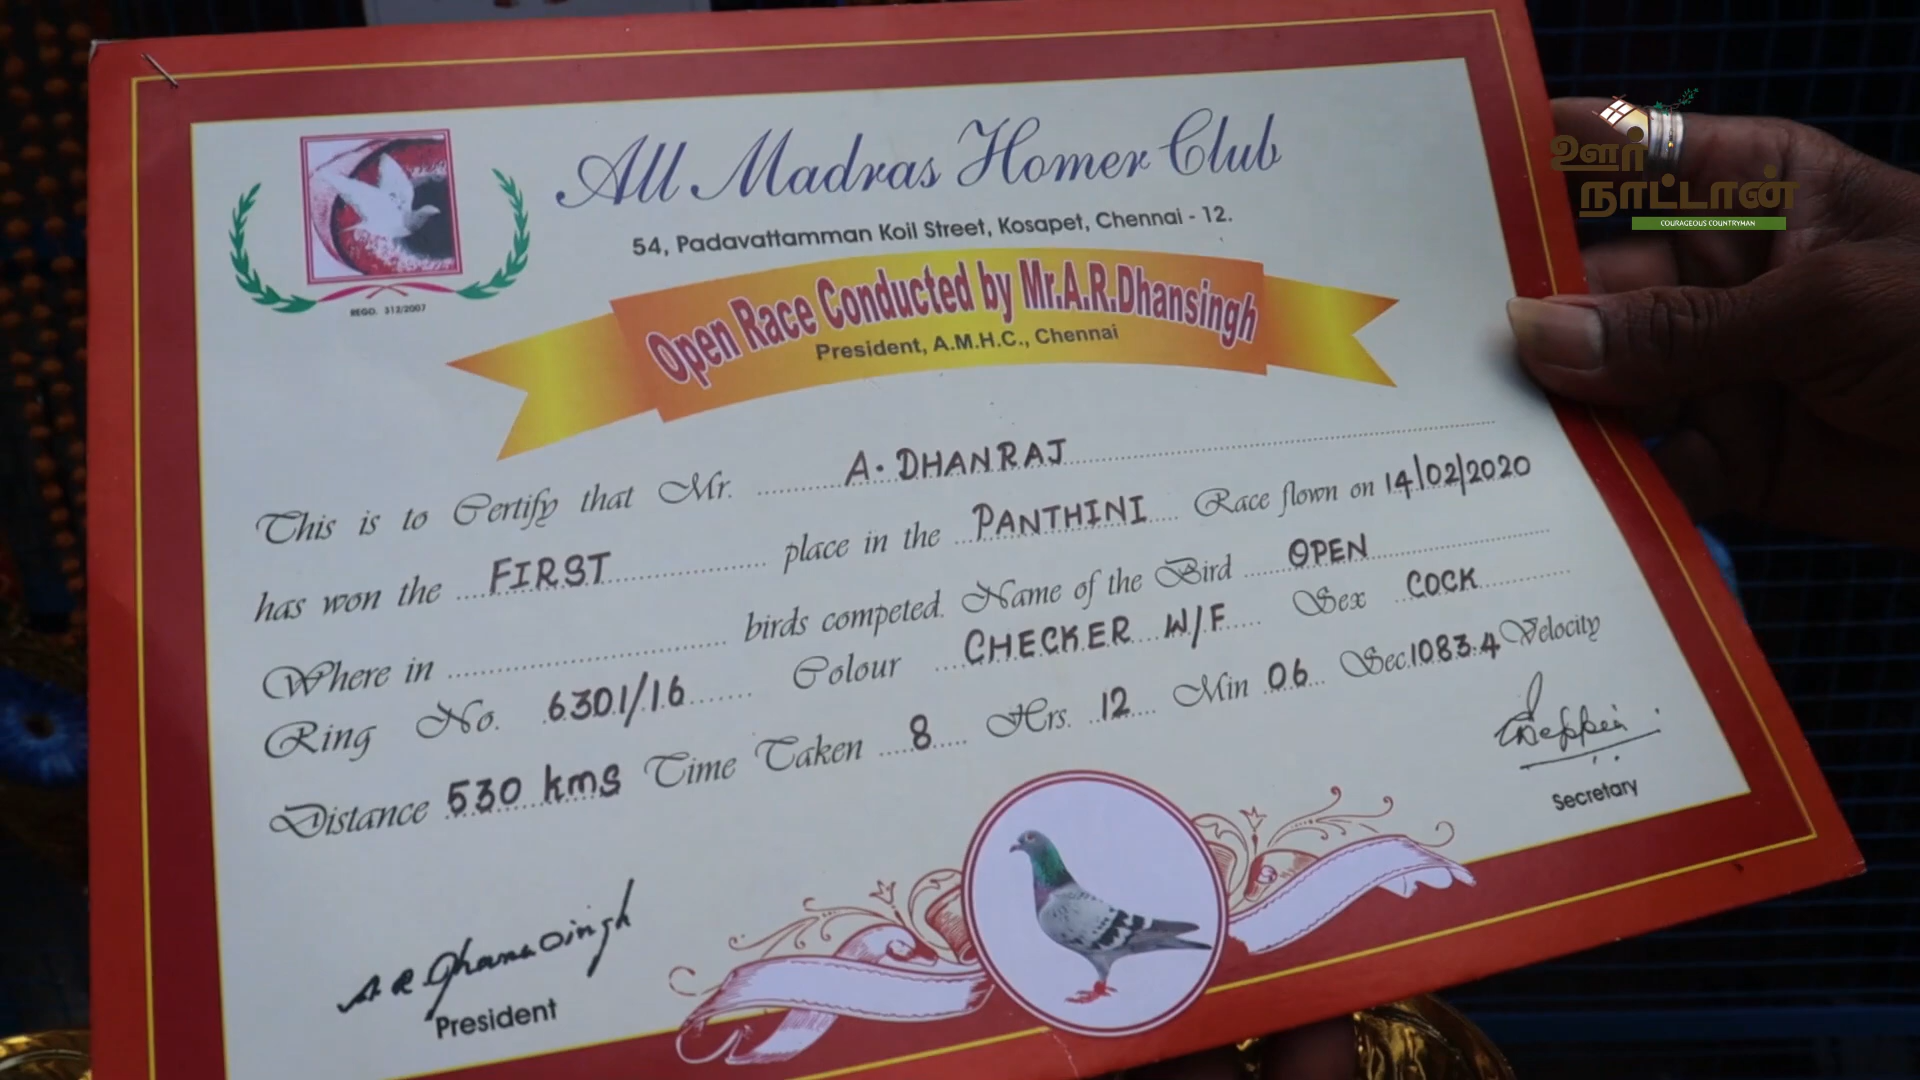 All Madras Homer Club
54, Padavattamman Koil Street, Kosapet, Chennai - 12.
REGO. 312/2007
Open Race Conducted by Mr.A.R.Dhansingh
President, A.M.H.C., Chennai
ஊர்
நாட்டான்
COURAGEOUS COUNTRYMAN
This is to Certify that Mr. A. DHANRAJ
has won the FIRST place in the PANTHINI Race flown on 14/02/2020
Where in birds competed. Name of the Bird OPEN
Ring No. 6301/16 Colour CHECKER W/F Sex COCK
Distance 530 kms Time Taken 8 Hrs. 12 Min 06 Sec. 1083.4 Velocity
Secretary
President